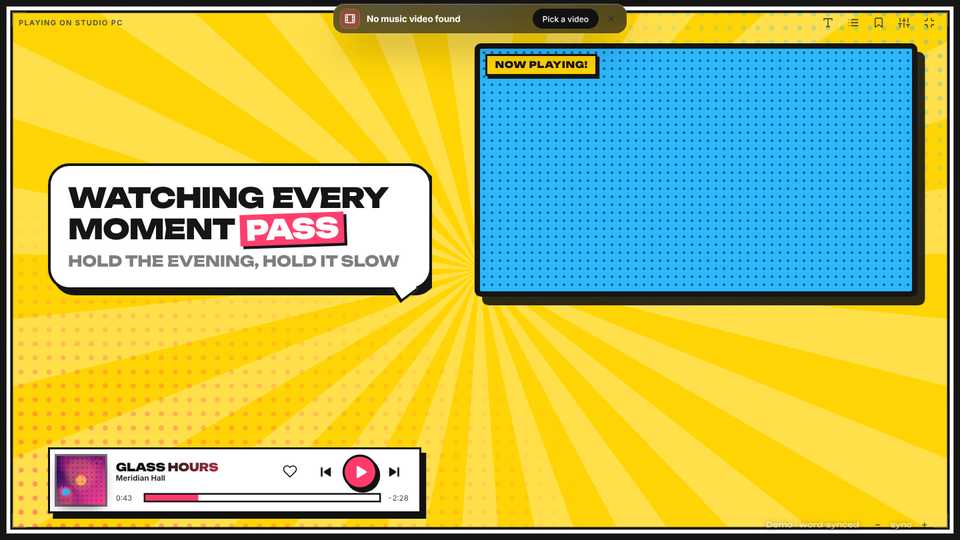 PLAYING ON STUDIO PC
No music video found
Pick a video
NOW PLAYING!
WATCHING EVERY
MOMENT PASS
HOLD THE EVENING, HOLD IT SLOW
GLASS HOURS
Meridian Hall
0:43
-2:28
Demo · word synced
− sync +